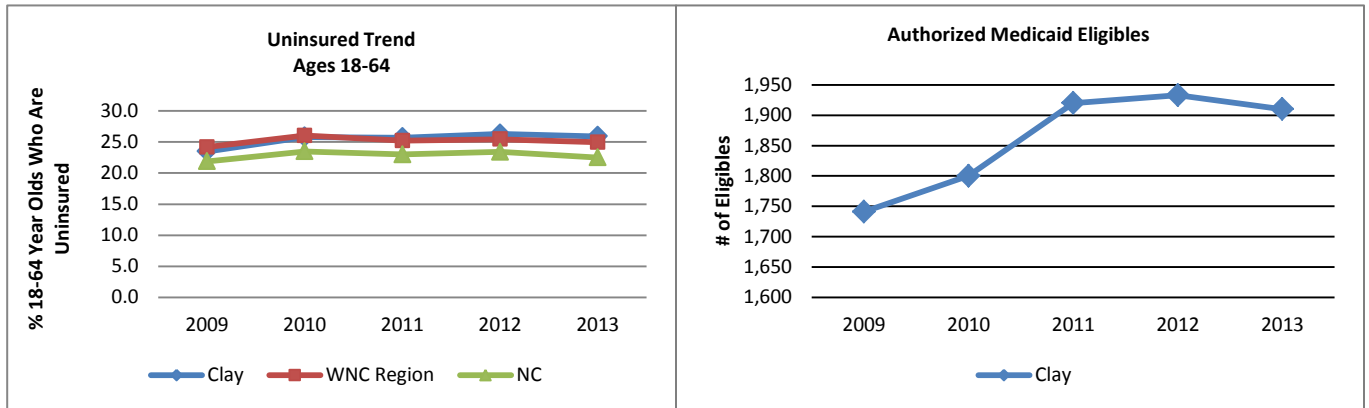 Uninsured Trend
Ages 18-64
% 18-64 Year Olds Who Are
Uninsured
30.0
25.0
20.0
15.0
10.0
5.0
0.0
2009 2010 2011 2012 2013
Clay WNC Region NC
Authorized Medicaid Eligibles
# of Eligibles
1,950
1,900
1,850
1,800
1,750
1,700
1,650
1,600
2009 2010 2011 2012 2013
Clay